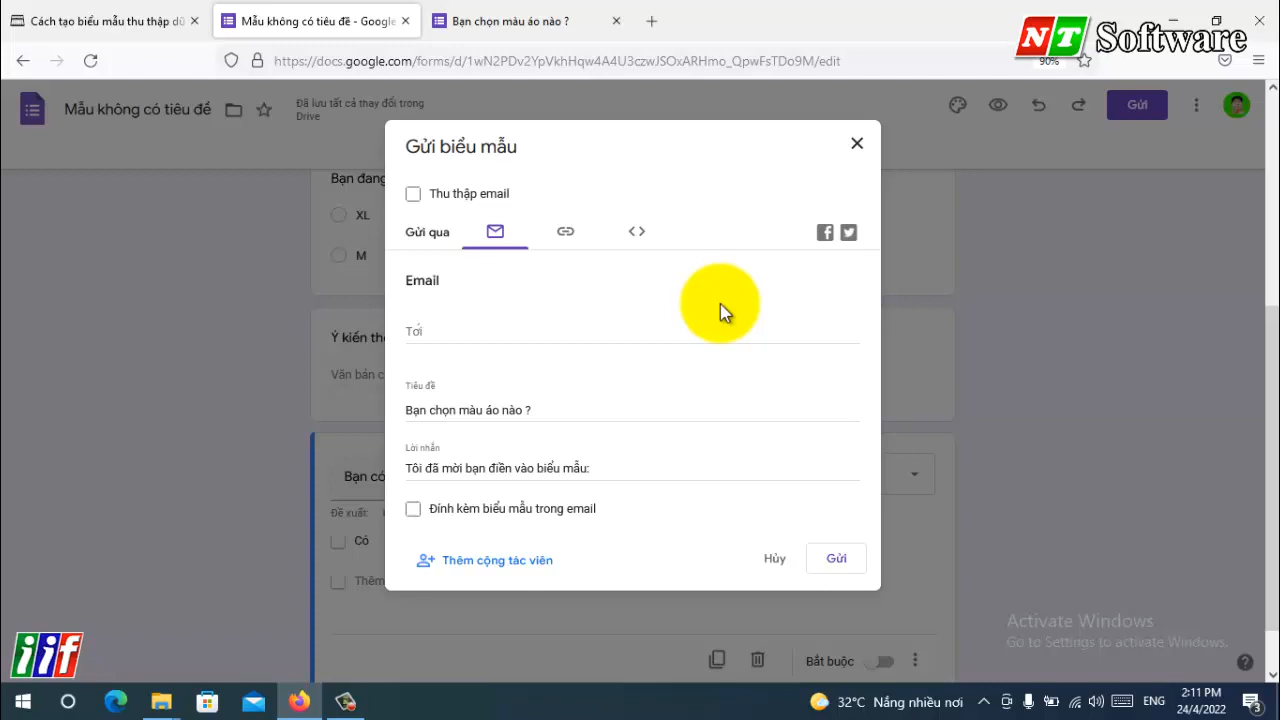 Cách tạo biểu mẫu thu thập dũ
Mẫu không có tiêu đề - Google
Bạn chọn màu áo nào ?
NT Software
https://docs.google.com/forms/d/1wN2PDv2YpVkhHqw4A4U3czwJSOxARHmo_QpwFsTDo9M/edit
90%
Mẫu không có tiêu đề
Đã lưu tất cả thay đổi trong
Drive
Gửi
Gửi biểu mẫu
Bạn đang
Thu thập email
XL
Gửi qua
M
Email
Tới
Ý kiến
Văn bản
Tiêu đề
Bạn chọn màu áo nào ?
Lời nhắn
Tôi đã mời bạn điền vào biểu mẫu:
Bạn có
Đính kèm biểu mẫu trong email
Đề xuất:
Có
Thêm cộng tác viên
Hủy
Gửi
Thêm
Activate Windows
Go to Settings to activate Windows.
iif
Bắt buộc
32°C Nắng nhiều nơi
ENG
2:11 PM
24/4/2022
3